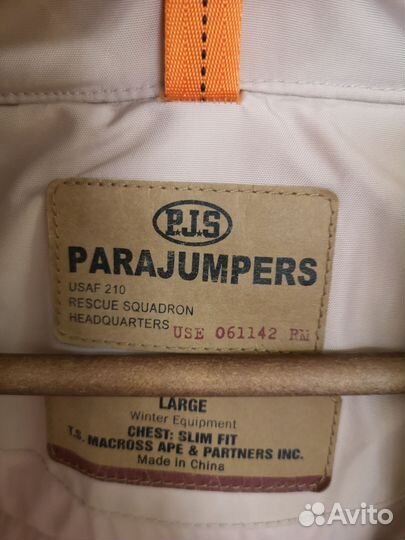 P.J.S
PARAJUMPERS
USAF 210
RESCUE SQUADRON
HEADQUARTERS USE 061142 RM
LARGE
Winter Equipment
CHEST: SLIM FIT
T.S. MACROSS APE & PARTNERS INC.
Made in China
Avito